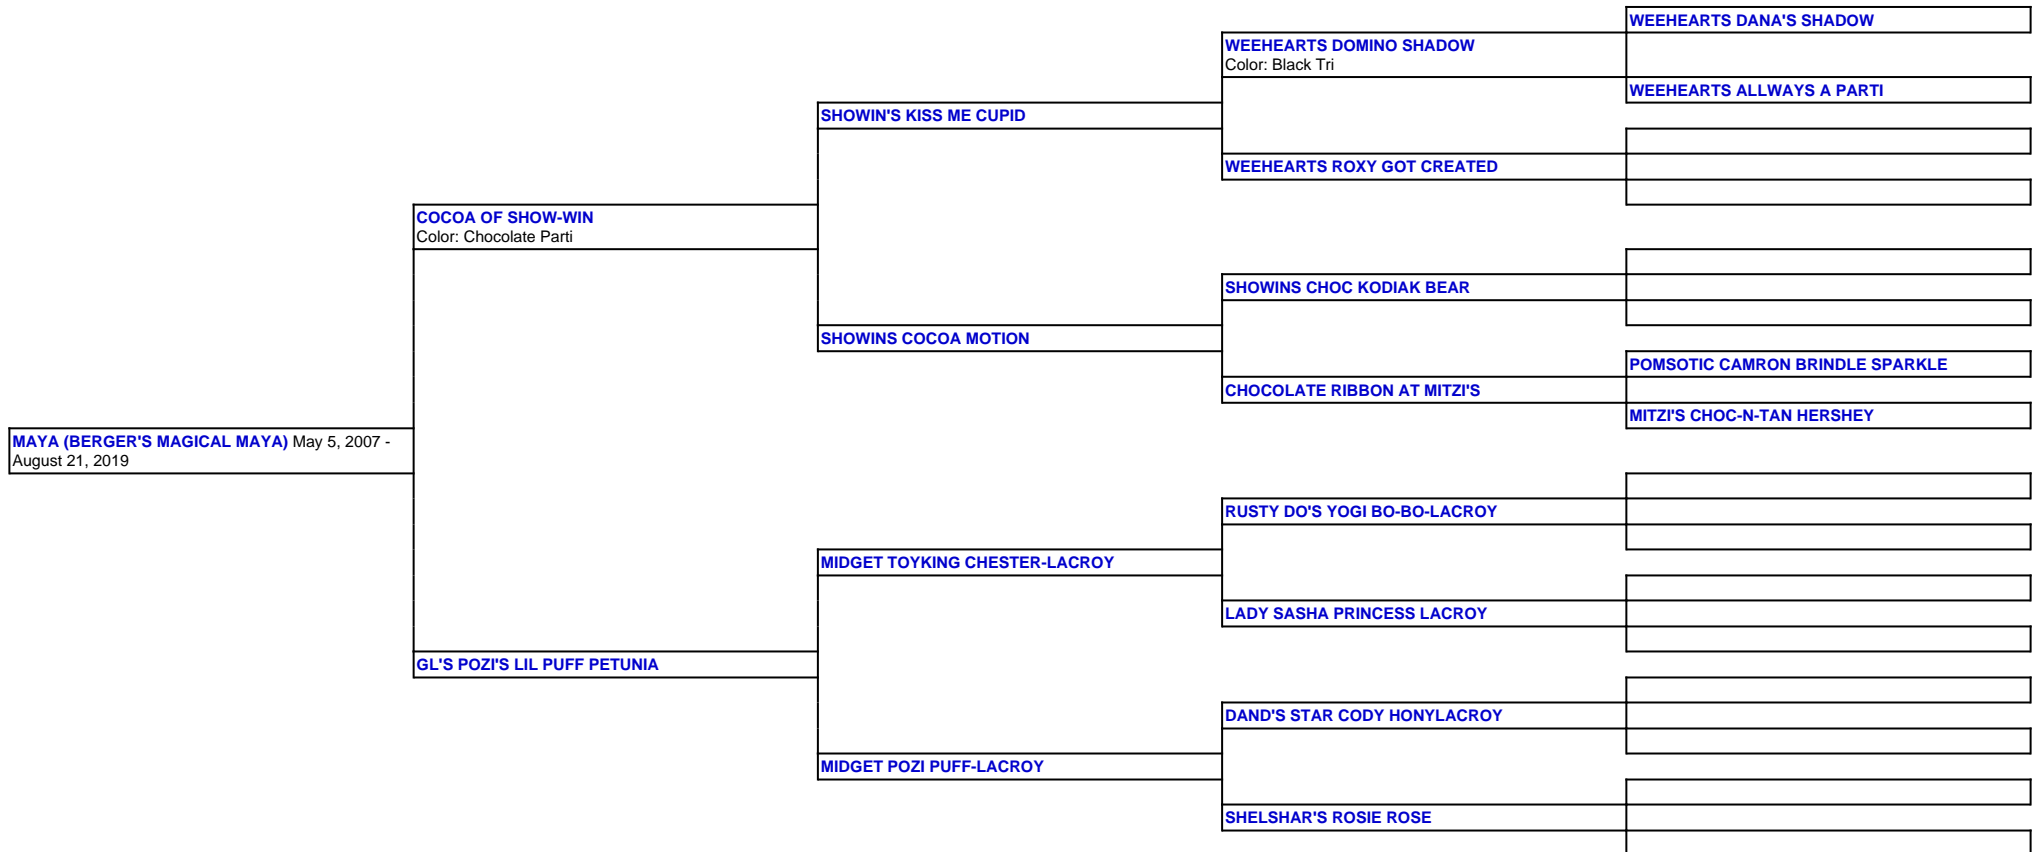 WEEHEARTS DANA'S SHADOW
WEEHEARTS DOMINO SHADOW
Color: Black Tri
WEEHEARTS ALLWAYS A PARTI
SHOWIN'S KISS ME CUPID
WEEHEARTS ROXY GOT CREATED
COCOA OF SHOW-WIN
Color: Chocolate Parti
SHOWINS CHOC KODIAK BEAR
SHOWINS COCOA MOTION
POMSOTIC CAMRON BRINDLE SPARKLE
CHOCOLATE RIBBON AT MITZI'S
MITZI'S CHOC-N-TAN HERSHEY
MAYA (BERGER'S MAGICAL MAYA) May 5, 2007 -
August 21, 2019
RUSTY DO'S YOGI BO-BO-LACROY
MIDGET TOYKING CHESTER-LACROY
LADY SASHA PRINCESS LACROY
GL'S POZI'S LIL PUFF PETUNIA
DAND'S STAR CODY HONYLACROY
MIDGET POZI PUFF-LACROY
SHELSHAR'S ROSIE ROSE